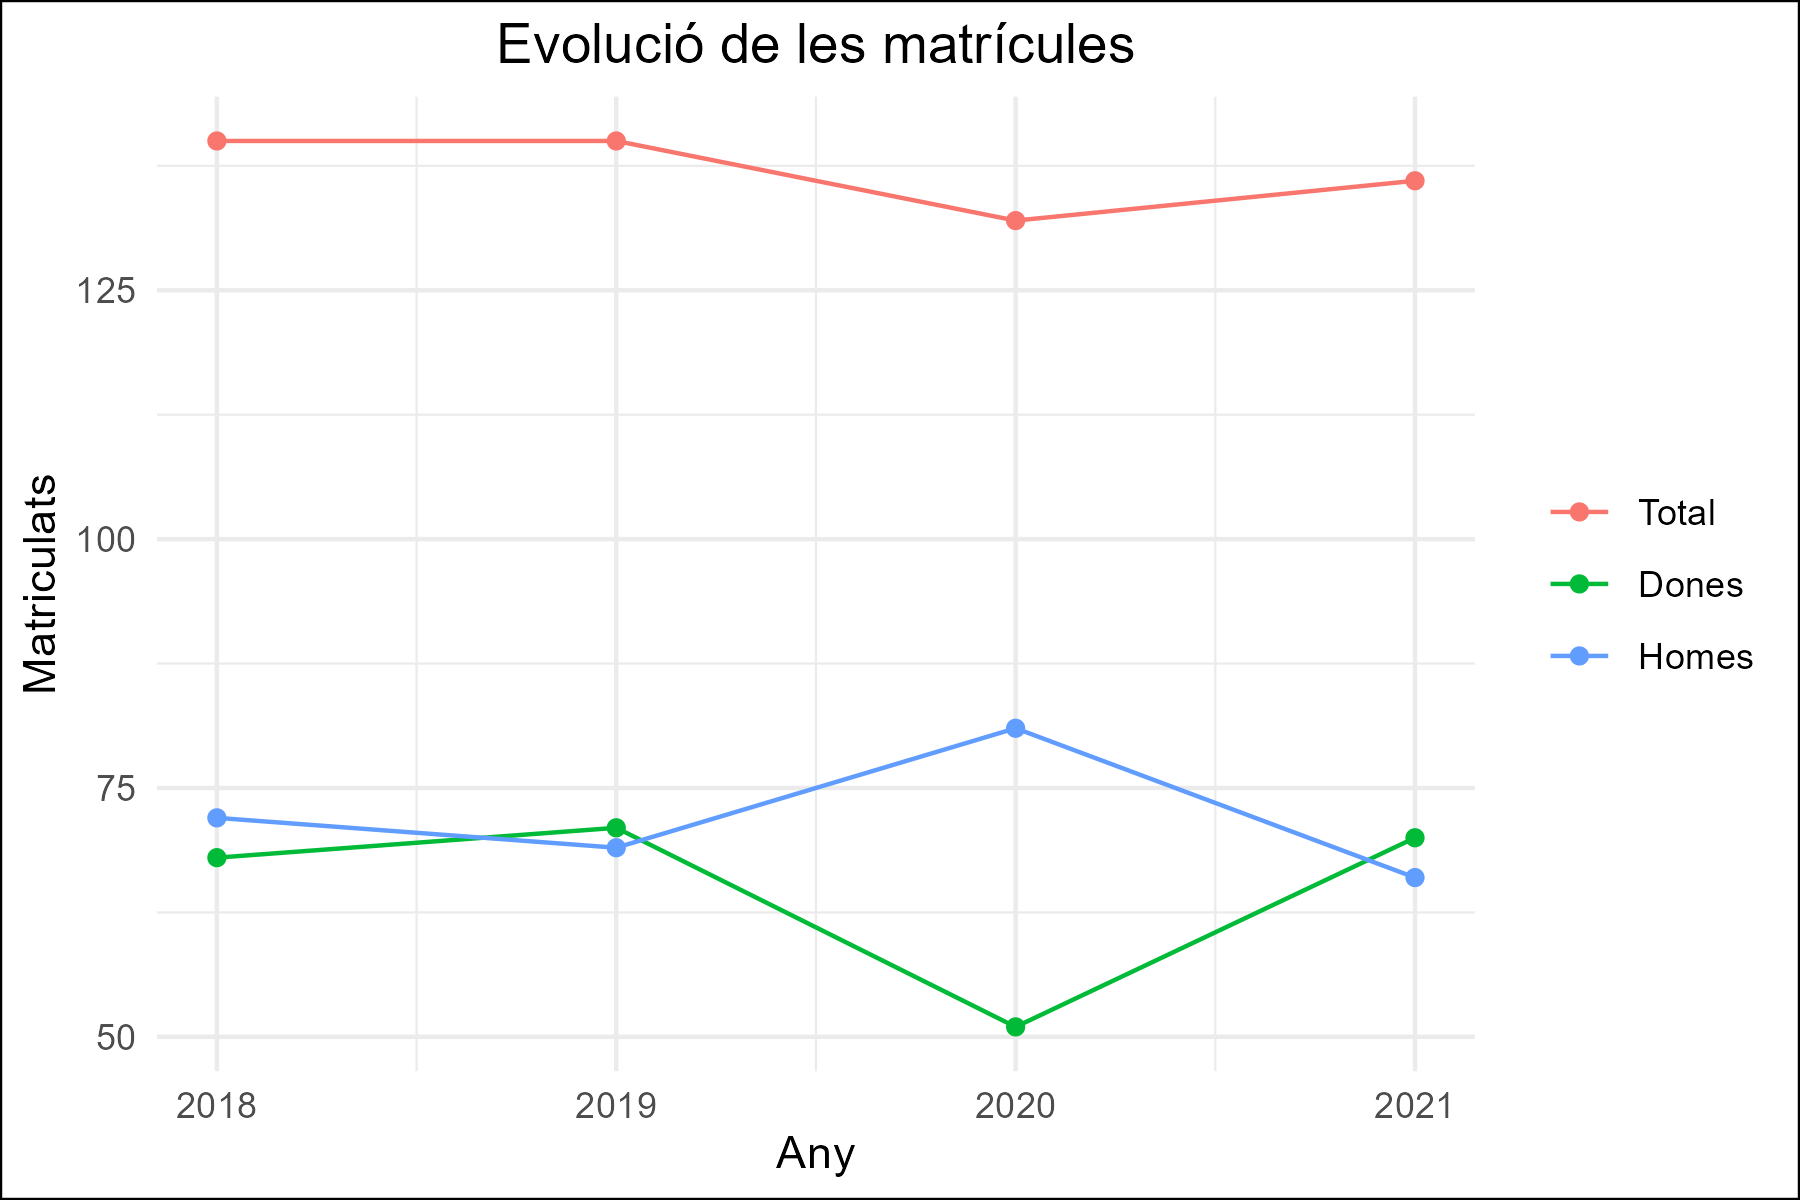 Evolució de les matrícules
Matriculats
125
100
75
50
2018 2019 2020 2021
Any
Total
Dones
Homes